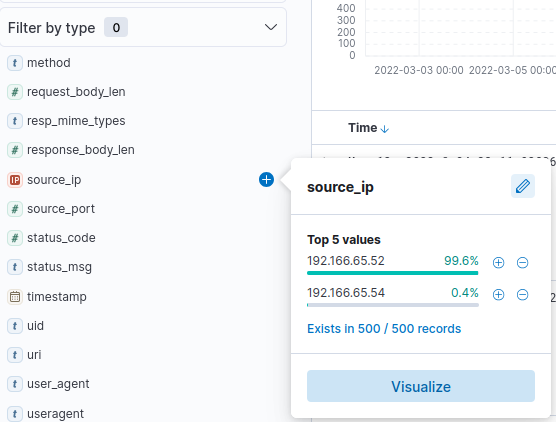 Filter by type 0
t method
# request_body_len
t resp_mime_types
# response_body_len
IP source_ip
# source_port
# status_code
t status_msg
timestamp
t uid
t uri
t user_agent
t useragent
400
300
200
100
0
2022-03-03 00:00 2022-03-05 00:00
Time
source_ip
Top 5 values
192.166.65.52 99.6%
192.166.65.54 0.4%
Exists in 500 / 500 records
Visualize